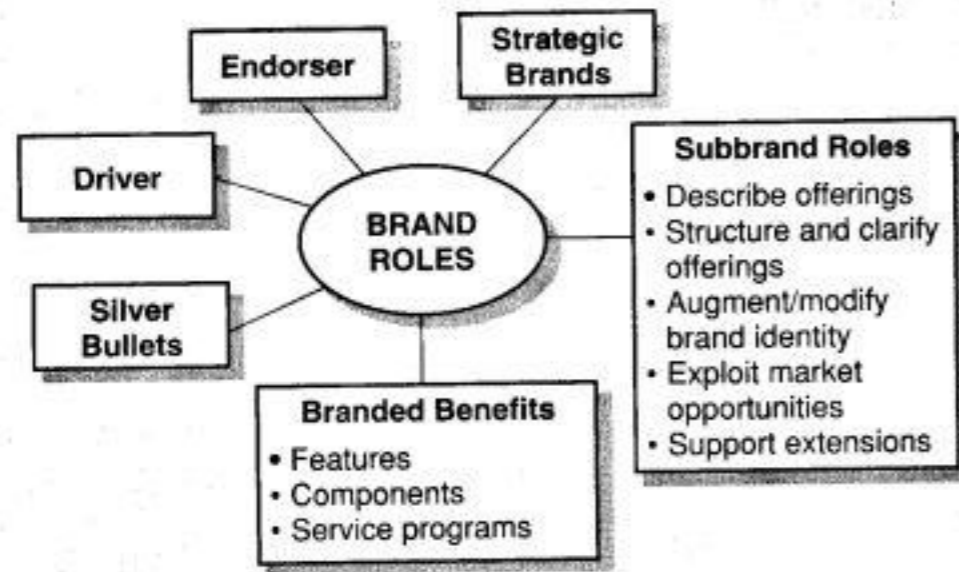 Endorser
Strategic
Brands
Driver
BRAND
ROLES
Silver
Bullets
Subbrand Roles
• Describe offerings
• Structure and clarify
offerings
• Augment/modify
brand identity
• Exploit market
opportunities
• Support extensions
Branded Benefits
• Features
• Components
• Service programs